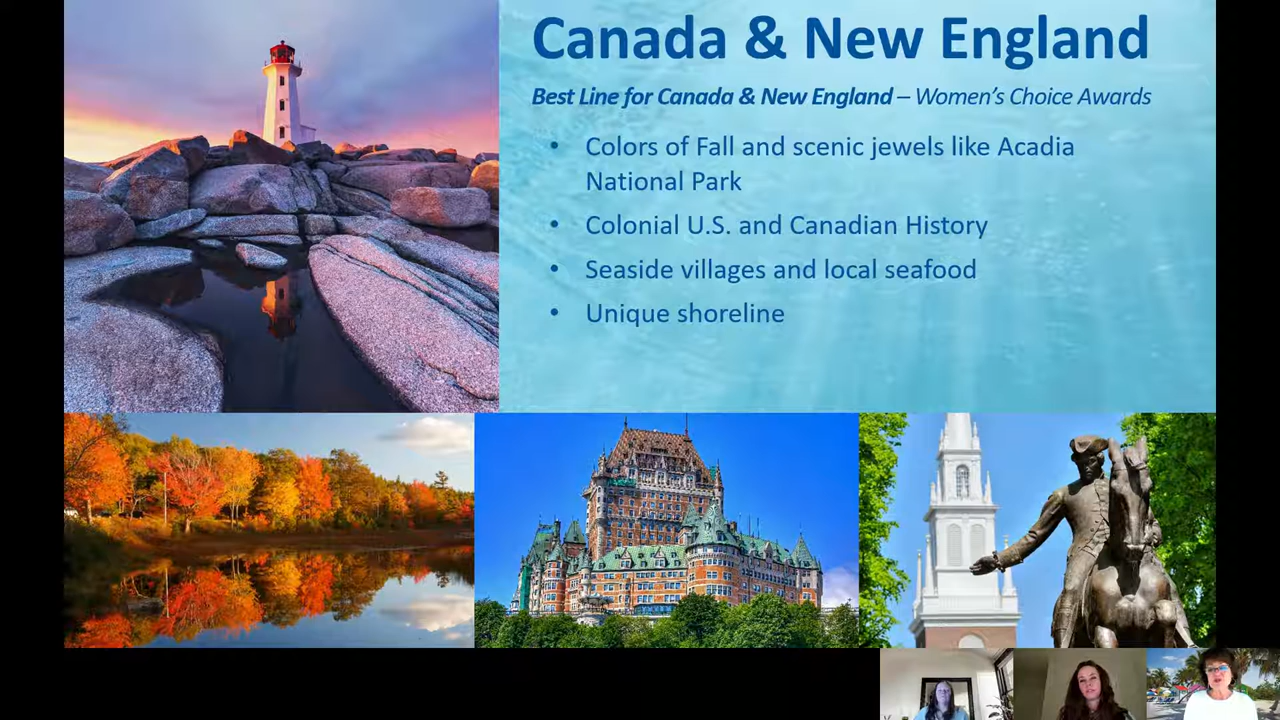 Canada & New England
Best Line for Canada & New England – Women's Choice Awards
• Colors of Fall and scenic jewels like Acadia
National Park
• Colonial U.S. and Canadian History
• Seaside villages and local seafood
• Unique shoreline